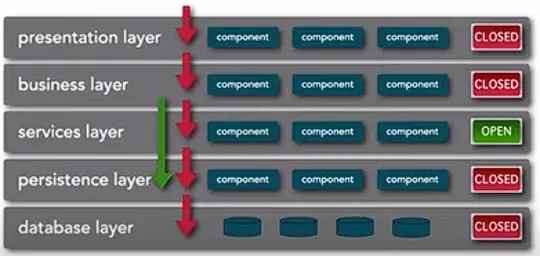 presentation layer component component component CLOSED
business layer component component component CLOSED
services layer component component component OPEN
persistence layer component component component CLOSED
database layer CLOSED